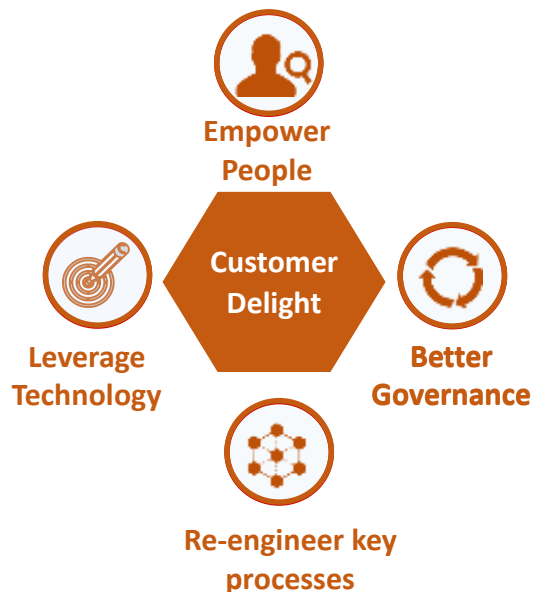 Empower
People
Customer
Delight
Leverage
Technology
Better
Governance
Re-engineer key
processes